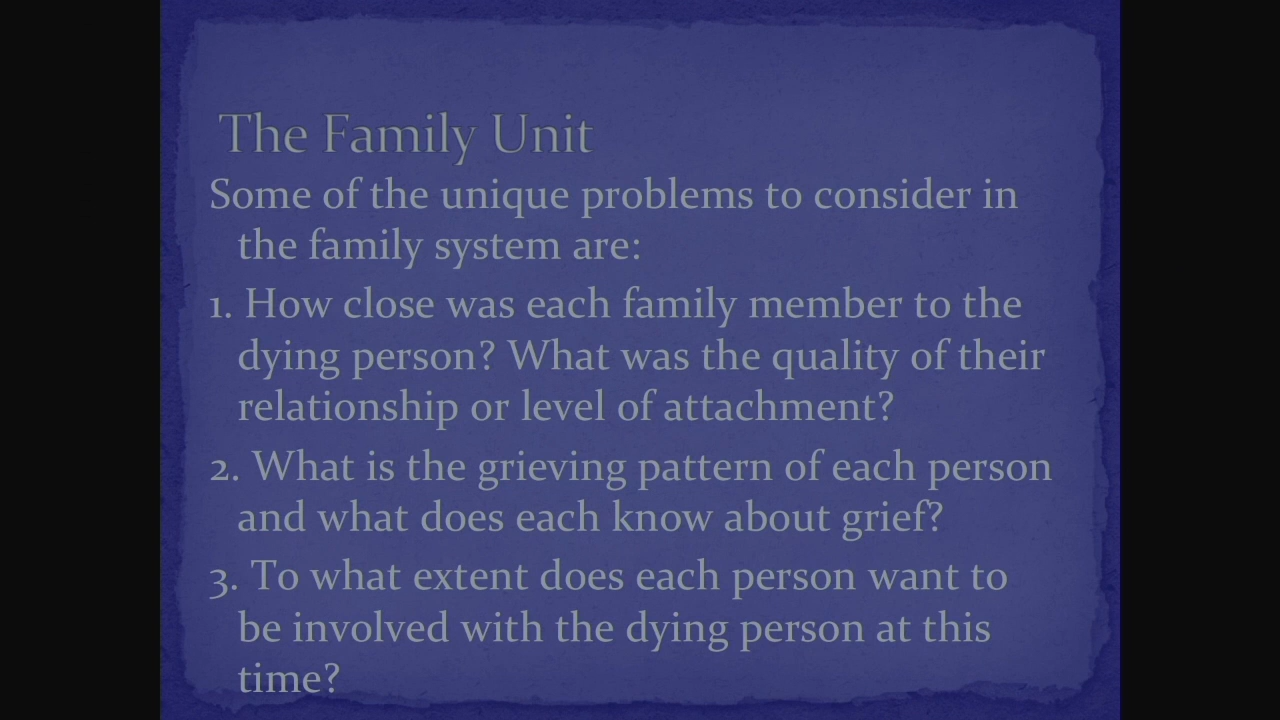 The Family Unit
Some of the unique problems to consider in
the family system are:
1. How close was each family member to the
dying person? What was the quality of their
relationship or level of attachment?
2. What is the grieving pattern of each person
and what does each know about grief?
3. To what extent does each person want to
be involved with the dying person at this
time?